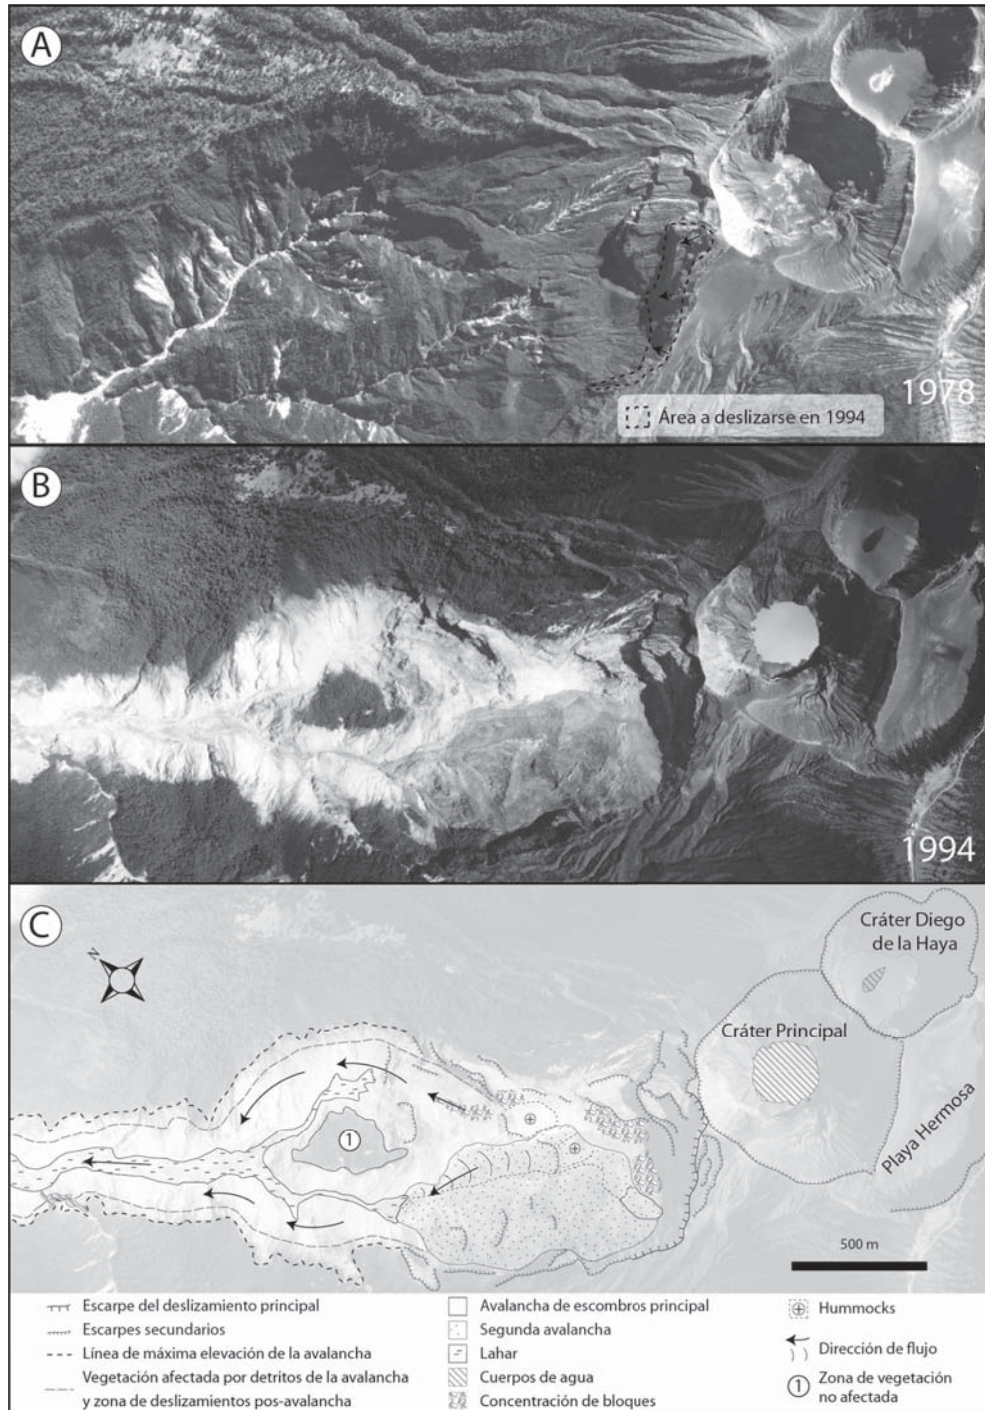 A
1978
Área a deslizarse en 1994
B
1994
C
N
Cráter Diego
de la Haya
Cráter Principal
Playa Hermosa
1
500 m
Escarpe del deslizamiento principal
Escarpes secundarios
Línea de máxima elevación de la avalancha
Vegetación afectada por detritos de la avalancha
y zona de deslizamientos pos-avalancha
Avalancha de escombros principal
Segunda avalancha
Lahar
Cuerpos de agua
Concentración de bloques
Hummocks
Dirección de flujo
1 Zona de vegetación
no afectada